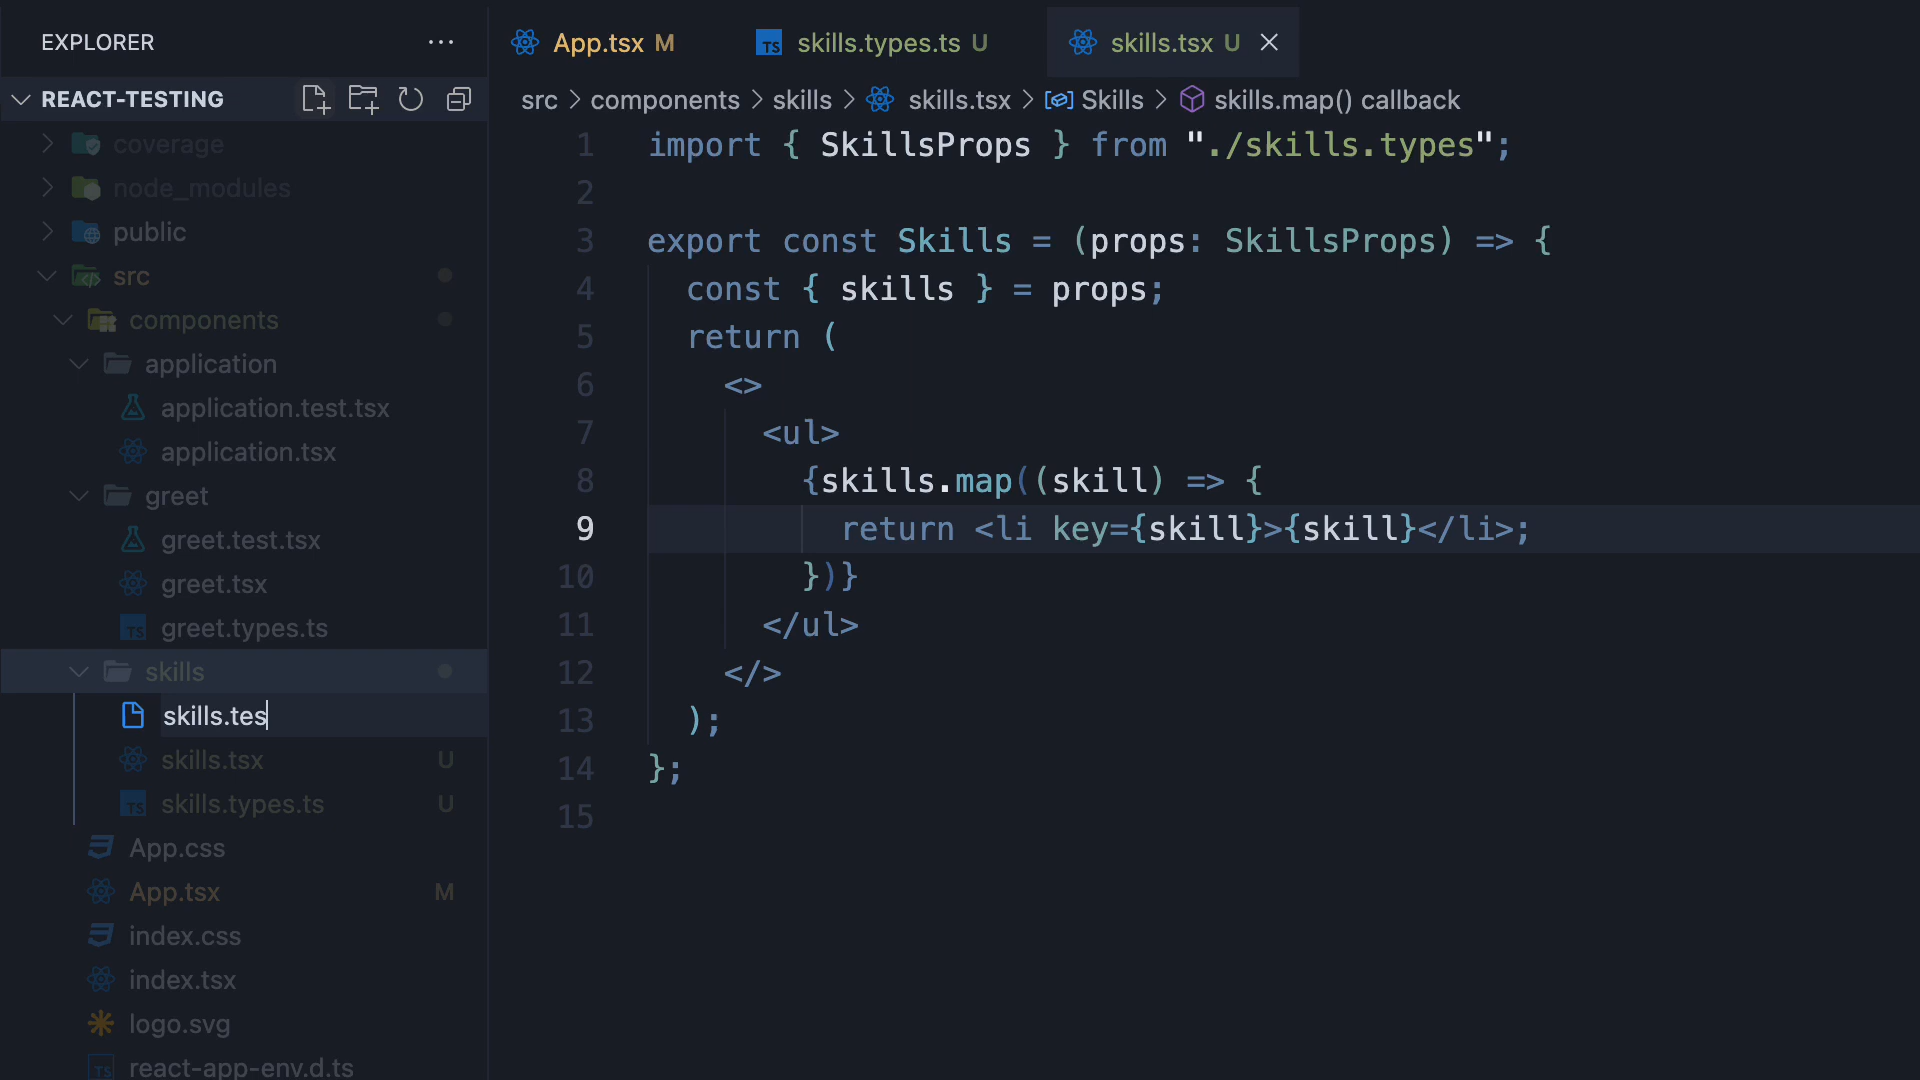 EXPLORER
REACT-TESTING
coverage
node_modules
public
src
components
application
application.test.tsx
application.tsx
greet
greet.test.tsx
greet.tsx
TS greet.types.ts
skills
skills.tes
skills.tsx U
TS skills.types.ts U
App.css
App.tsx M
index.css
index.tsx
logo.svg
TS react-app-env.d.ts
App.tsx M
TS skills.types.ts U
skills.tsx U
src > components > skills > skills.tsx > Skills > skills.map() callback
1 import { SkillsProps } from "./skills.types";
2
3 export const Skills = (props: SkillsProps) => {
4 const { skills } = props;
5 return (
6 <>
7 <ul>
8 {skills.map((skill) => {
9 return <li key={skill}>{skill}</li>;
10 })}
11 </ul>
12 </>
13 );
14 };
15